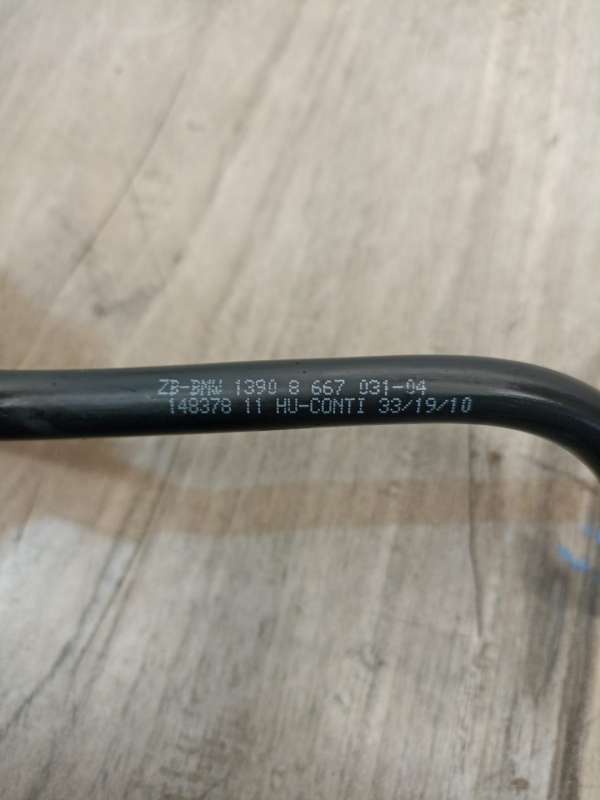 ZB-BMW 1390 8 667 031-04
148378 11 HU-CONTI 33/19/10